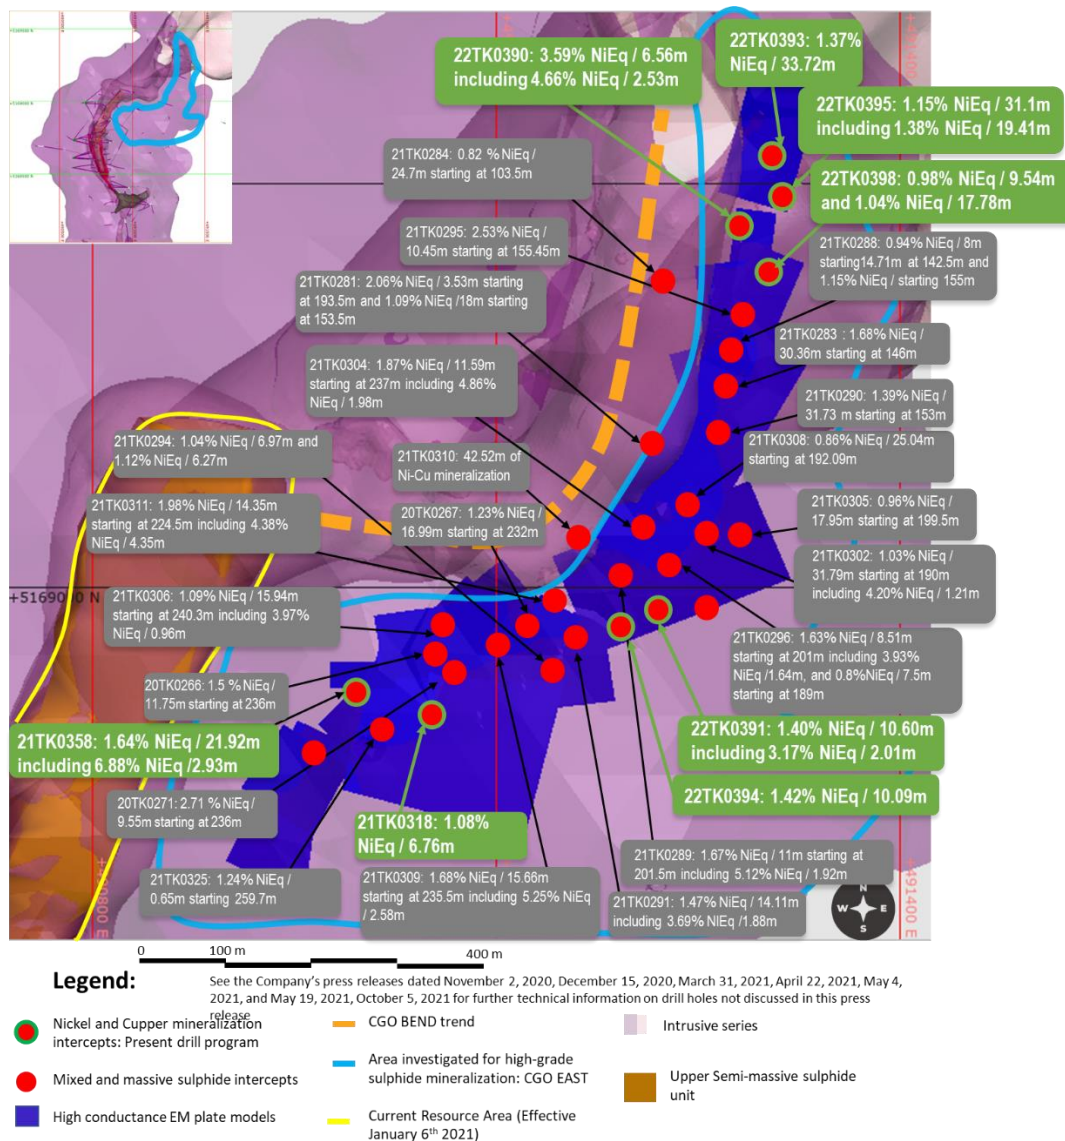 22TK0390: 3.59% NiEq / 6.56m
including 4.66% NiEq / 2.53m
22TK0393: 1.37%
NiEq / 33.72m
22TK0395: 1.15% NiEq / 31.1m
including 1.38% NiEq / 19.41m
22TK0398: 0.98% NiEq / 9.54m
and 1.04% NiEq / 17.78m
21TK0284: 0.82 % NiEq /
24.7m starting at 103.5m
21TK0295: 2.53% NiEq /
10.45m starting at 155.45m
21TK0288: 0.94% NiEq / 8m
starting14.71m at 142.5m and
1.15% NiEq / starting 155m
21TK0281: 2.06% NiEq / 3.53m starting
at 193.5m and 1.09% NiEq /18m starting
at 153.5m
21TK0283 : 1.68% NiEq /
30.36m starting at 146m
21TK0304: 1.87% NiEq / 11.59m
starting at 237m including 4.86%
NiEq / 1.98m
21TK0290: 1.39% NiEq /
31.73 m starting at 153m
21TK0294: 1.04% NiEq / 6.97m and
1.12% NiEq / 6.27m
21TK0310: 42.52m of
Ni-Cu mineralization
21TK0308: 0.86% NiEq / 25.04m
starting at 192.09m
21TK0311: 1.98% NiEq / 14.35m
starting at 224.5m including 4.38%
NiEq / 4.35m
20TK0267: 1.23% NiEq /
16.99m starting at 232m
21TK0305: 0.96% NiEq /
17.95m starting at 199.5m
21TK0302: 1.03% NiEq /
31.79m starting at 190m
including 4.20% NiEq / 1.21m
21TK0306: 1.09% NiEq / 15.94m
starting at 240.3m including 3.97%
NiEq / 0.96m
21TK0296: 1.63% NiEq / 8.51m
starting at 201m including 3.93%
NiEq /1.64m, and 0.8%NiEq / 7.5m
starting at 189m
20TK0266: 1.5 % NiEq /
11.75m starting at 236m
21TK0358: 1.64% NiEq / 21.92m
including 6.88% NiEq /2.93m
22TK0391: 1.40% NiEq / 10.60m
including 3.17% NiEq / 2.01m
22TK0394: 1.42% NiEq / 10.09m
20TK0271: 2.71 % NiEq /
9.55m starting at 236m
21TK0318: 1.08%
NiEq / 6.76m
21TK0325: 1.24% NiEq /
0.65m starting 259.7m
21TK0309: 1.68% NiEq / 15.66m
starting at 235.5m including 5.25% NiEq
/ 2.58m
21TK0289: 1.67% NiEq / 11m starting at
201.5m including 5.12% NiEq / 1.92m
21TK0291: 1.47% NiEq / 14.11m
including 3.69% NIEq /1.88m
+491400 E
N
W E
S
0 100 m 400 m
Legend:
See the Company's press releases dated November 2, 2020, December 15, 2020, March 31, 2021, April 22, 2021, May 4,
2021, and May 19, 2021, October 5, 2021 for further technical information on drill holes not discussed in this press
release
Nickel and Cupper mineralization
intercepts: Present drill program
Mixed and massive sulphide intercepts
High conductance EM plate models
CGO BEND trend
Area investigated for high-grade
sulphide mineralization: CGO EAST
Current Resource Area (Effective
January 6th 2021)
Intrusive series
Upper Semi-massive sulphide
unit